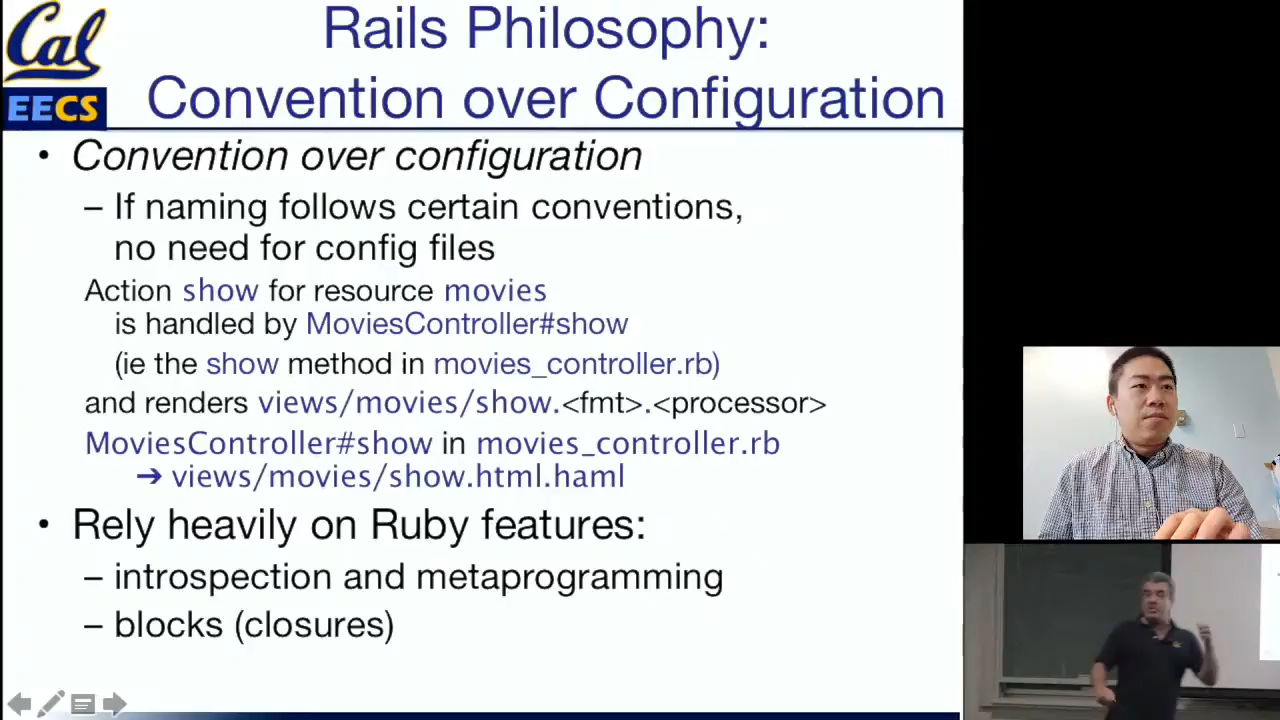 Cal
EECS
Rails Philosophy:
Convention over Configuration
• Convention over configuration
– If naming follows certain conventions,
no need for config files
Action show for resource movies
is handled by MoviesController#show
(ie the show method in movies_controller.rb)
and renders views/movies/show.<fmt>.<processor>
MoviesController#show in movies_controller.rb
➔ views/movies/show.html.haml
• Rely heavily on Ruby features:
– introspection and metaprogramming
– blocks (closures)